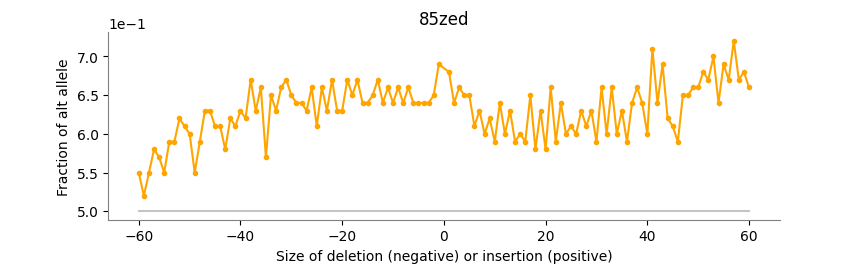 85zed
1e−1
7.0
6.5
6.0
5.5
5.0
Fraction of alt allele
−60 −40 −20 0 20 40 60
Size of deletion (negative) or insertion (positive)